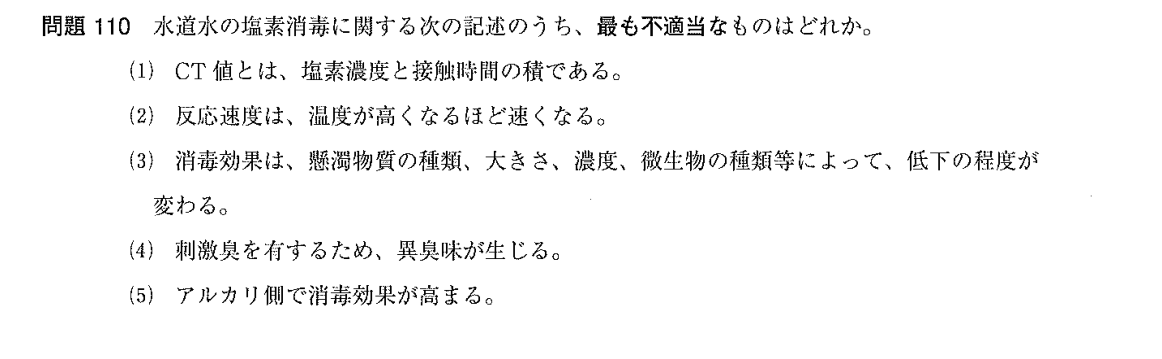 問題 110　水道水の塩素消毒に関する次の記述のうち、最も不適当なものはどれか。
(1)　CT 値とは、塩素濃度と接触時間の積である。
(2)　反応速度は、温度が高くなるほど速くなる。
(3)　消毒効果は、懸濁物質の種類、大きさ、濃度、微生物の種類等によって、低下の程度が
変わる。
(4)　刺激臭を有するため、異臭味が生じる。
(5)　アルカリ側で消毒効果が高まる。